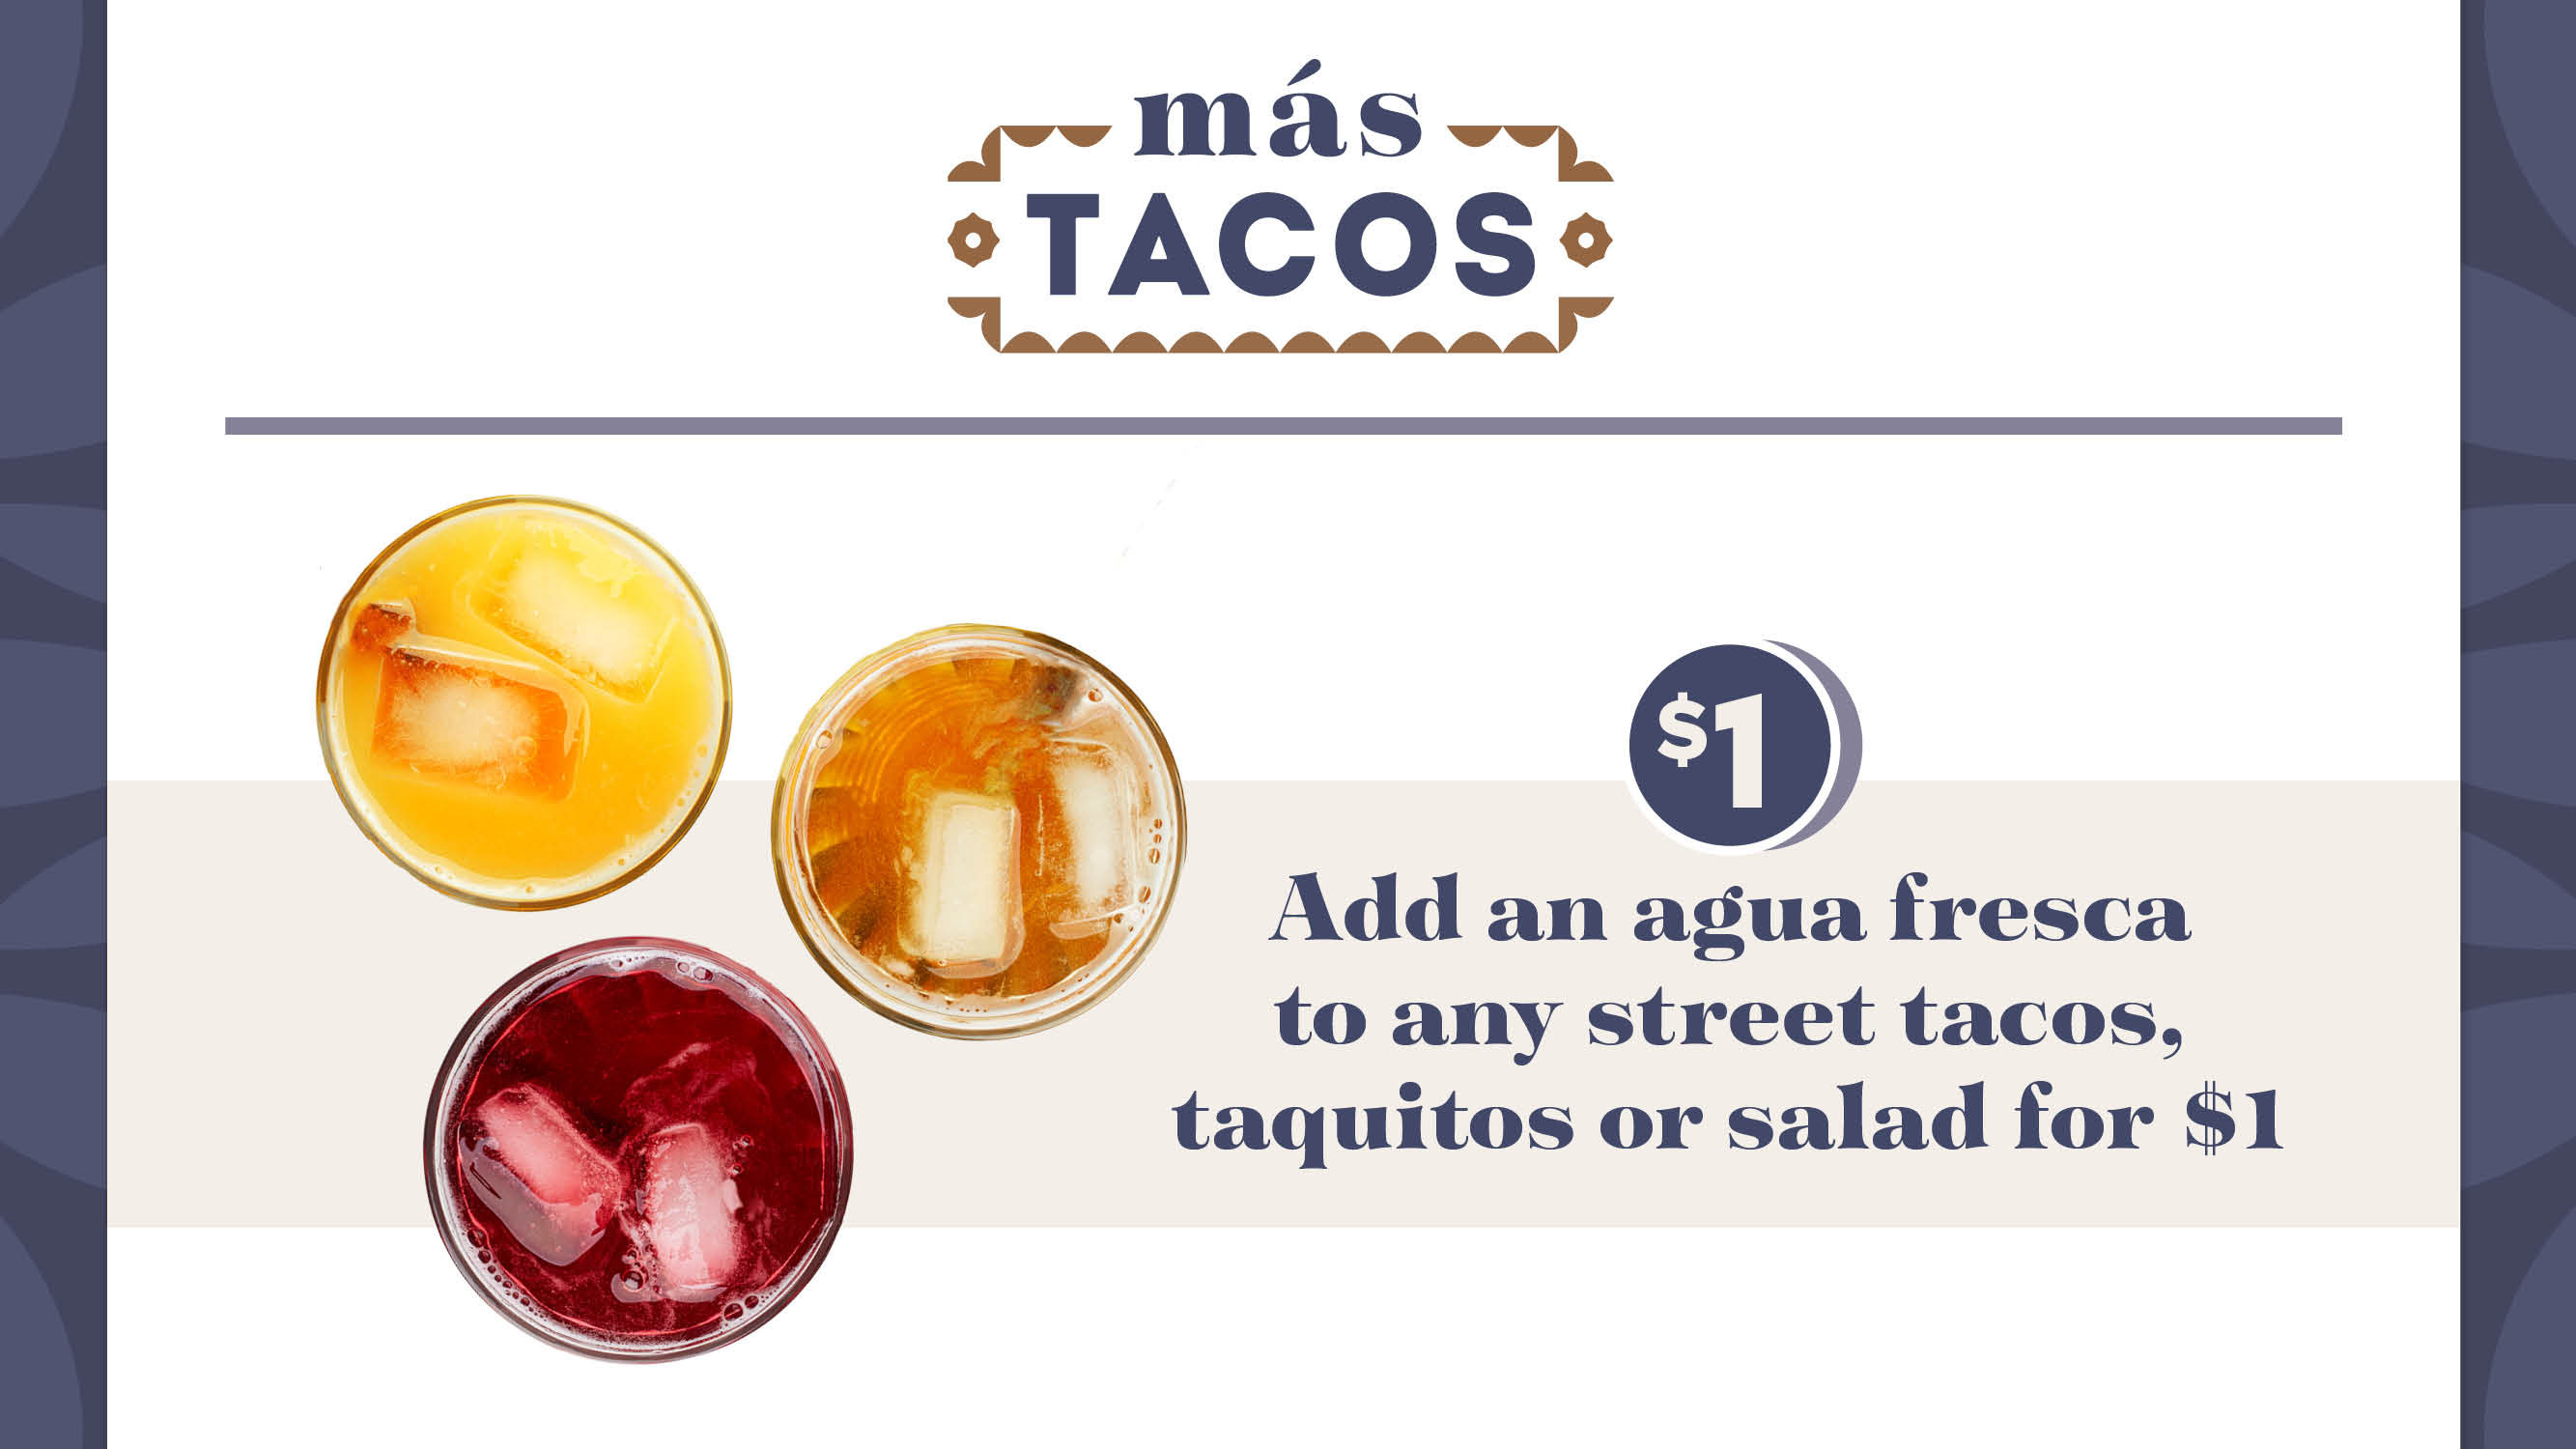 más
TACOS
$1
Add an agua fresca
to any street tacos,
taquitos or salad for $1